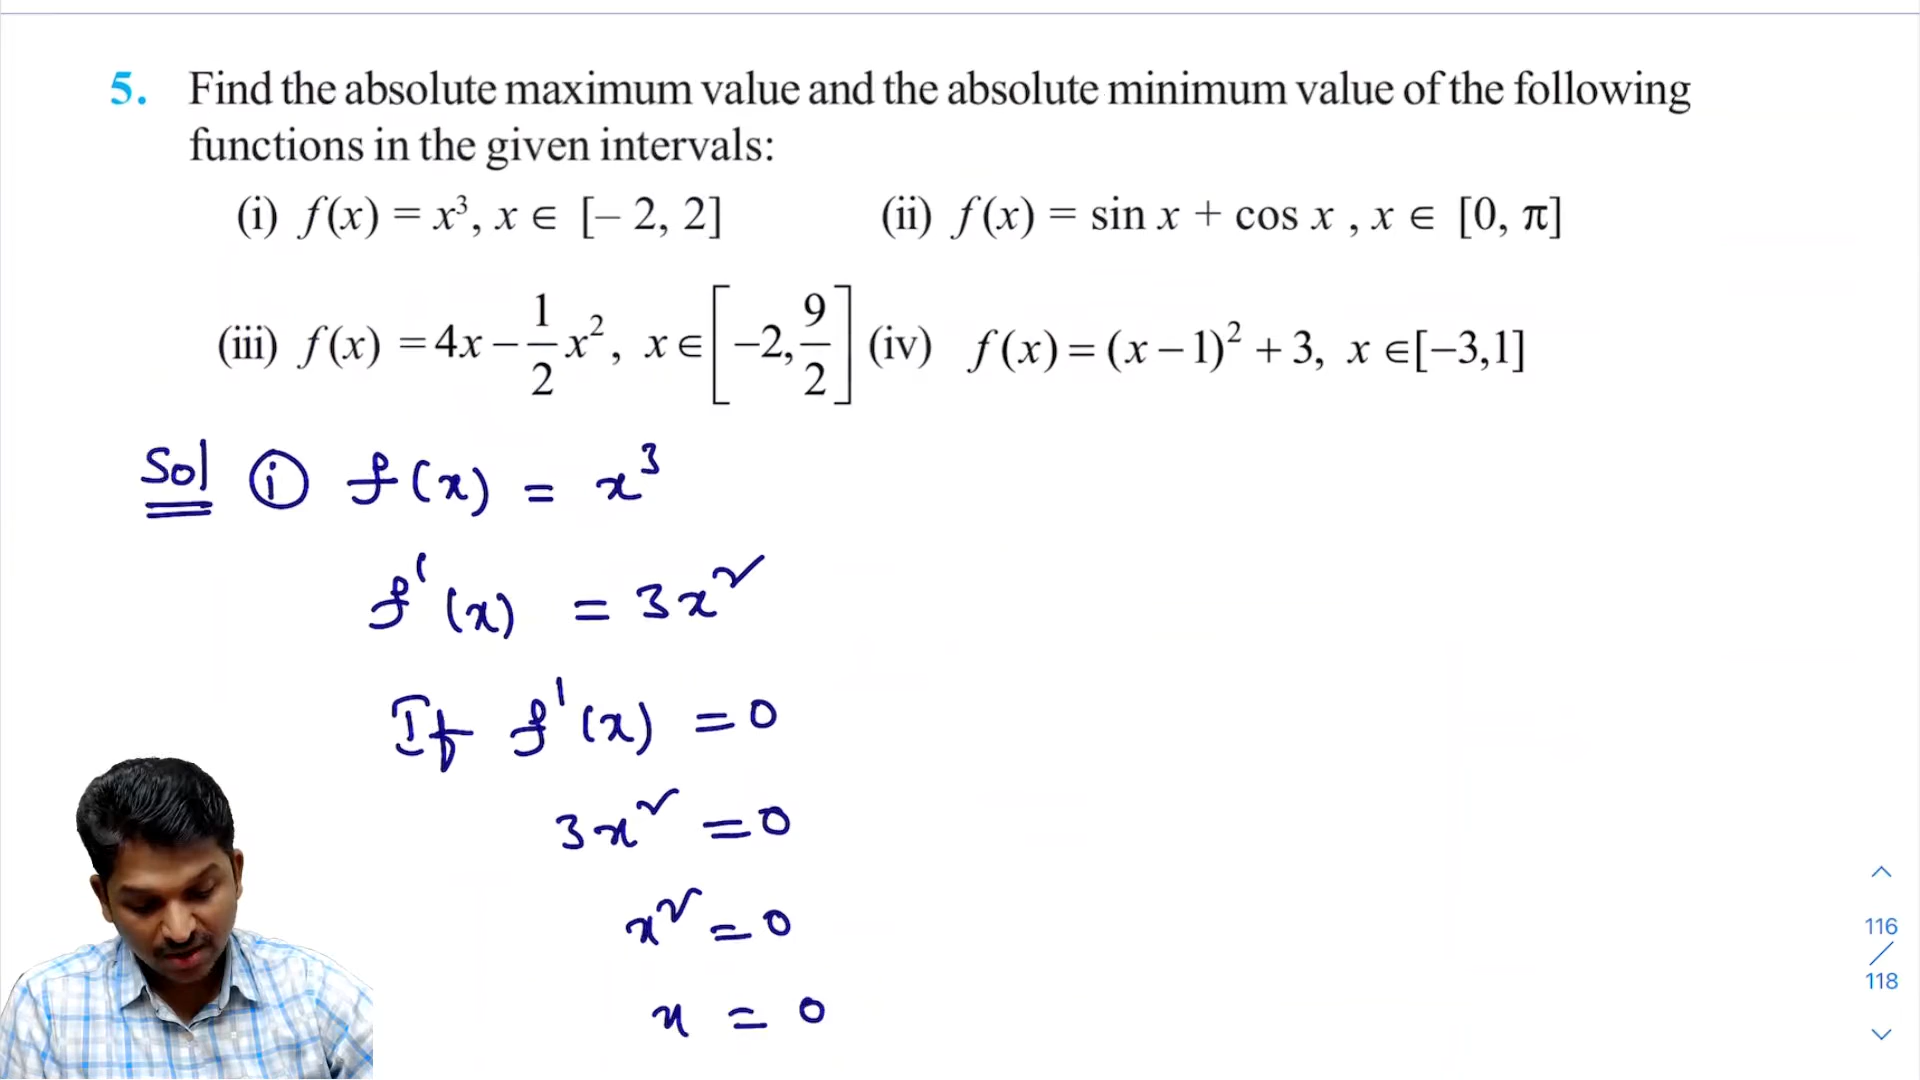 5. Find the absolute maximum value and the absolute minimum value of the following
functions in the given intervals:
(i) f(x) = x³, x ∈ [– 2, 2] (ii) f(x) = sin x + cos x , x ∈ [0, π]
(iii) f(x) = 4x − 1/2 x², x ∈ [−2, 9/2] (iv) f(x) = (x − 1)² + 3, x ∈ [−3,1]
Sol (i) f(x) = x³
f'(x) = 3x²
If f'(x) = 0
3x² = 0
x² = 0
x = 0
116
/
118